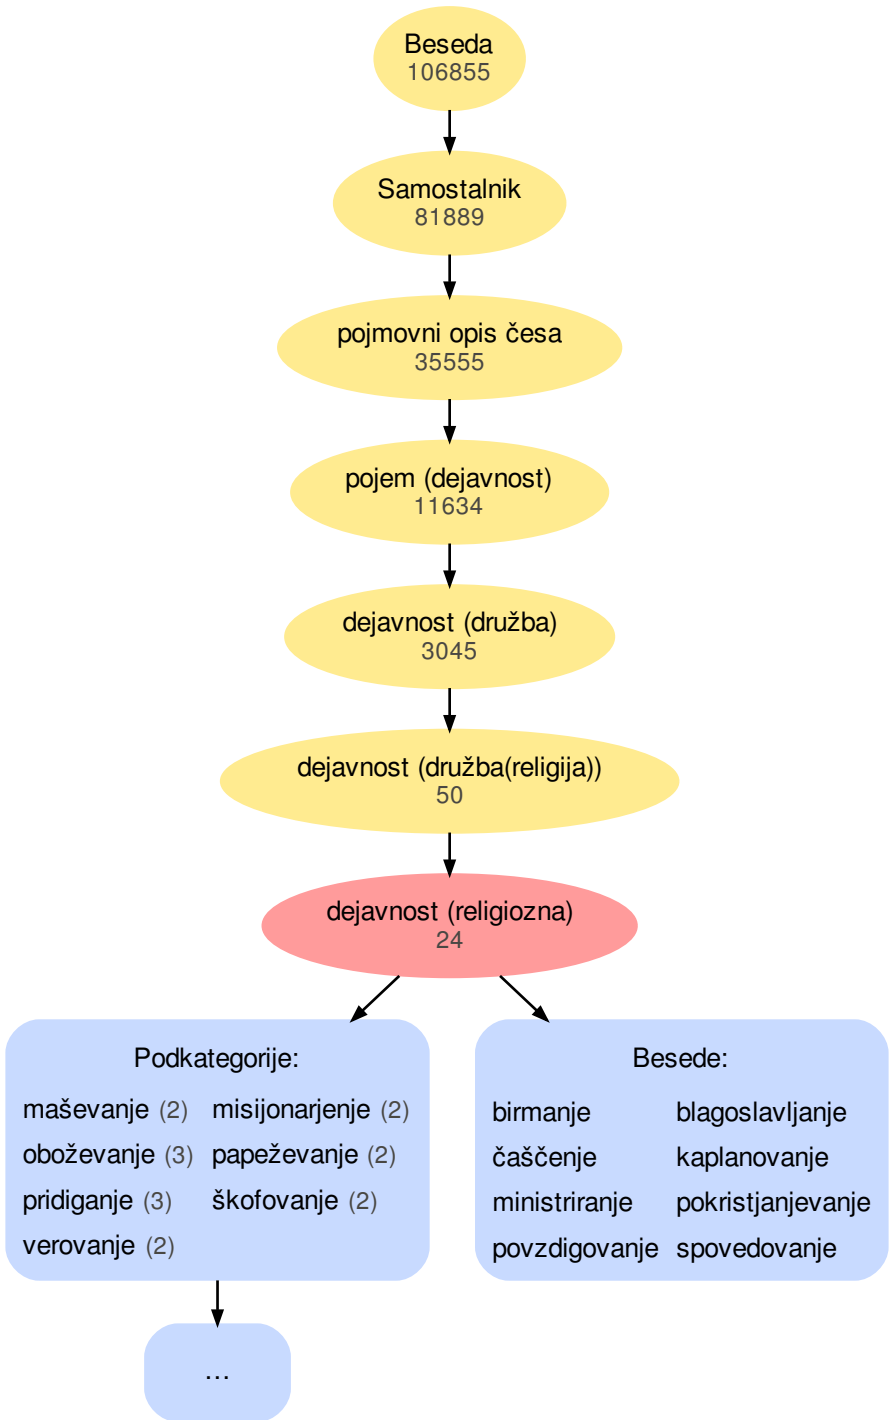 Beseda
106855
Samostalnik
81889
pojmovni opis česa
35555
pojem (dejavnost)
11634
dejavnost (družba)
3045
dejavnost (družba(religija))
50
dejavnost (religiozna)
24
Podkategorije:
maševanje (2) misijonarjenje (2)
oboževanje (3) papeževanje (2)
pridiganje (3) škofovanje (2)
verovanje (2)
...
Besede:
birmanje blagoslavljanje
čaščenje kaplanovanje
ministriranje pokristjanjevanje
povzdigovanje spovedovanje